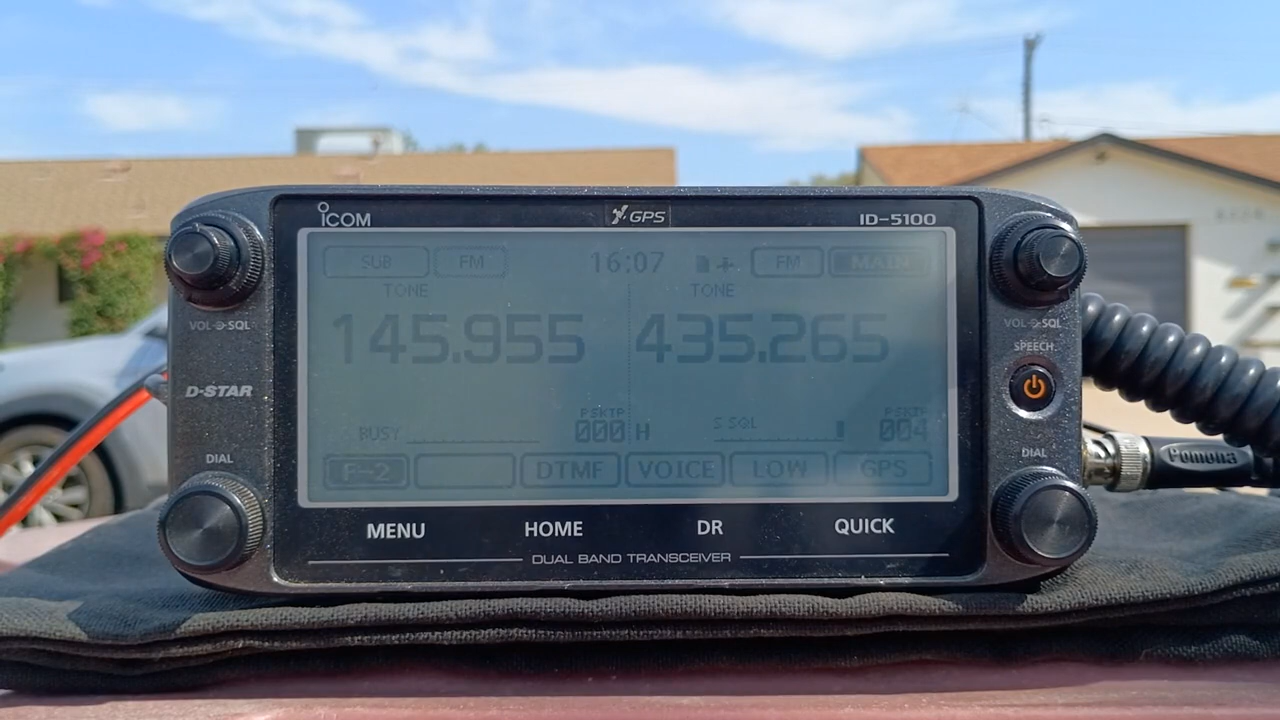 ICOM
GPS
ID-5100
SUB FM 16:07 FM MAIN
TONE TONE
145.955 435.265
PSKIP PSKIP
BUSY 000 H S SQL 004
F-2 DTMF VOICE LOW GPS
VOL SQL
D-STAR
DIAL
VOL SQL
SPEECH
DIAL
Pomona
MENU HOME DR QUICK
DUAL BAND TRANSCEIVER